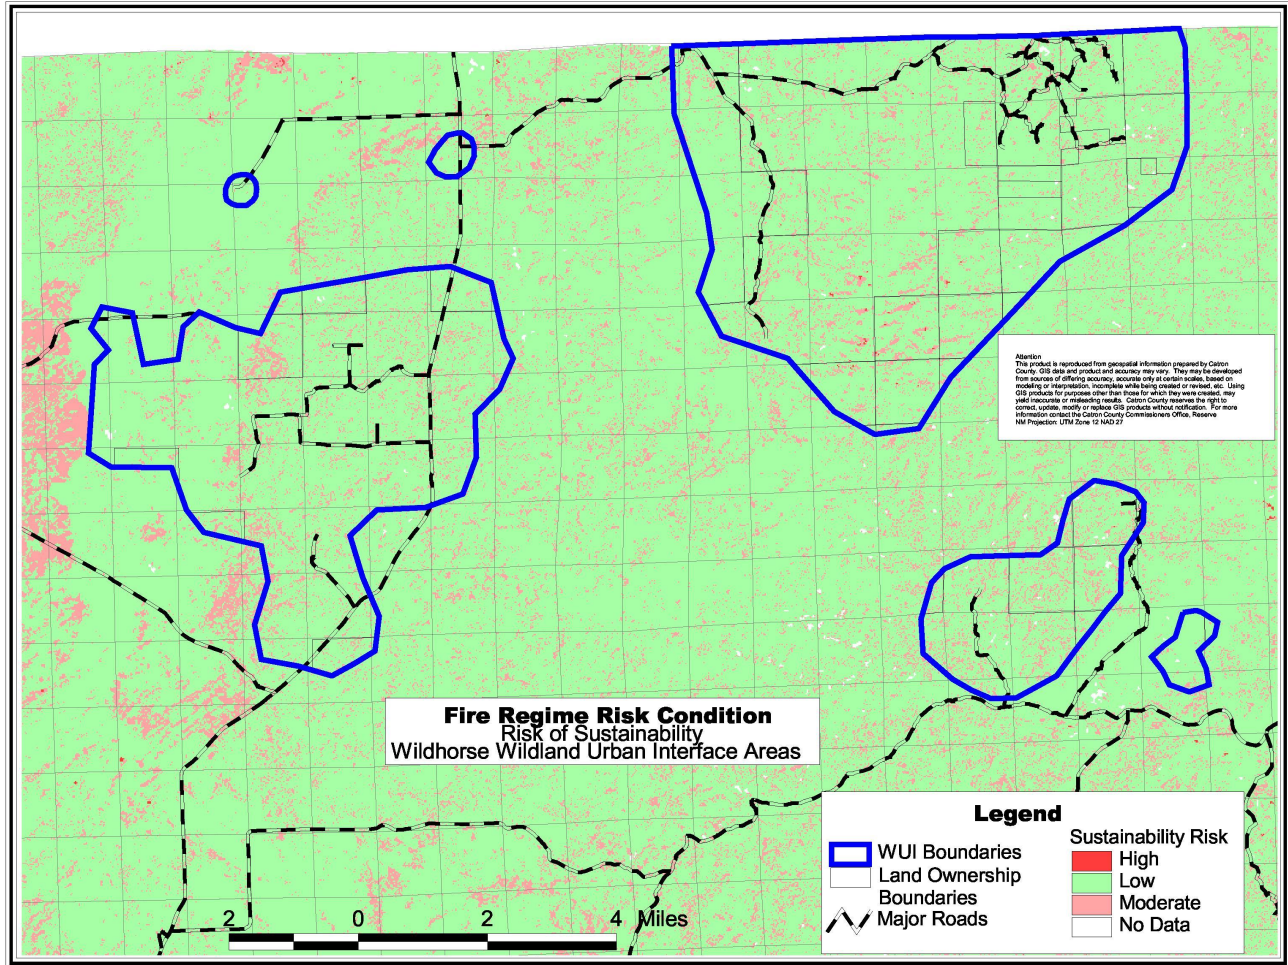 Attention
This product is reproduced from geospatial information prepared by Catron
County. GIS data and product and accuracy may vary. They may be developed
from sources of differing accuracy, accurate only at certain scales, based on
modeling or interpretation, incomplete while being created or revised, etc. Using
GIS products for purposes other than those for which they were created, may
yield inaccurate or misleading results. Catron County reserves the right to
correct, update, modify or replace GIS products without notification. For more
information contact the Catron County Commissioners Office, Reserve
NM Projection: UTM Zone 12 NAD 27
Fire Regime Risk Condition
Risk of Sustainability
Wildhorse Wildland Urban Interface Areas
2 0 2 4 Miles
Legend
WUI Boundaries
Land Ownership
Boundaries
Major Roads
Sustainability Risk
High
Low
Moderate
No Data